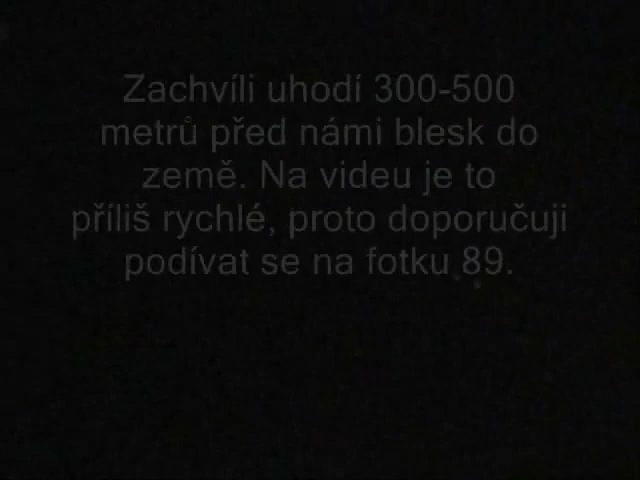 Zachvíli uhodí 300-500
metrů před námi blesk do
země. Na videu je to
příliš rychlé, proto doporučuji
podívat se na fotku 89.